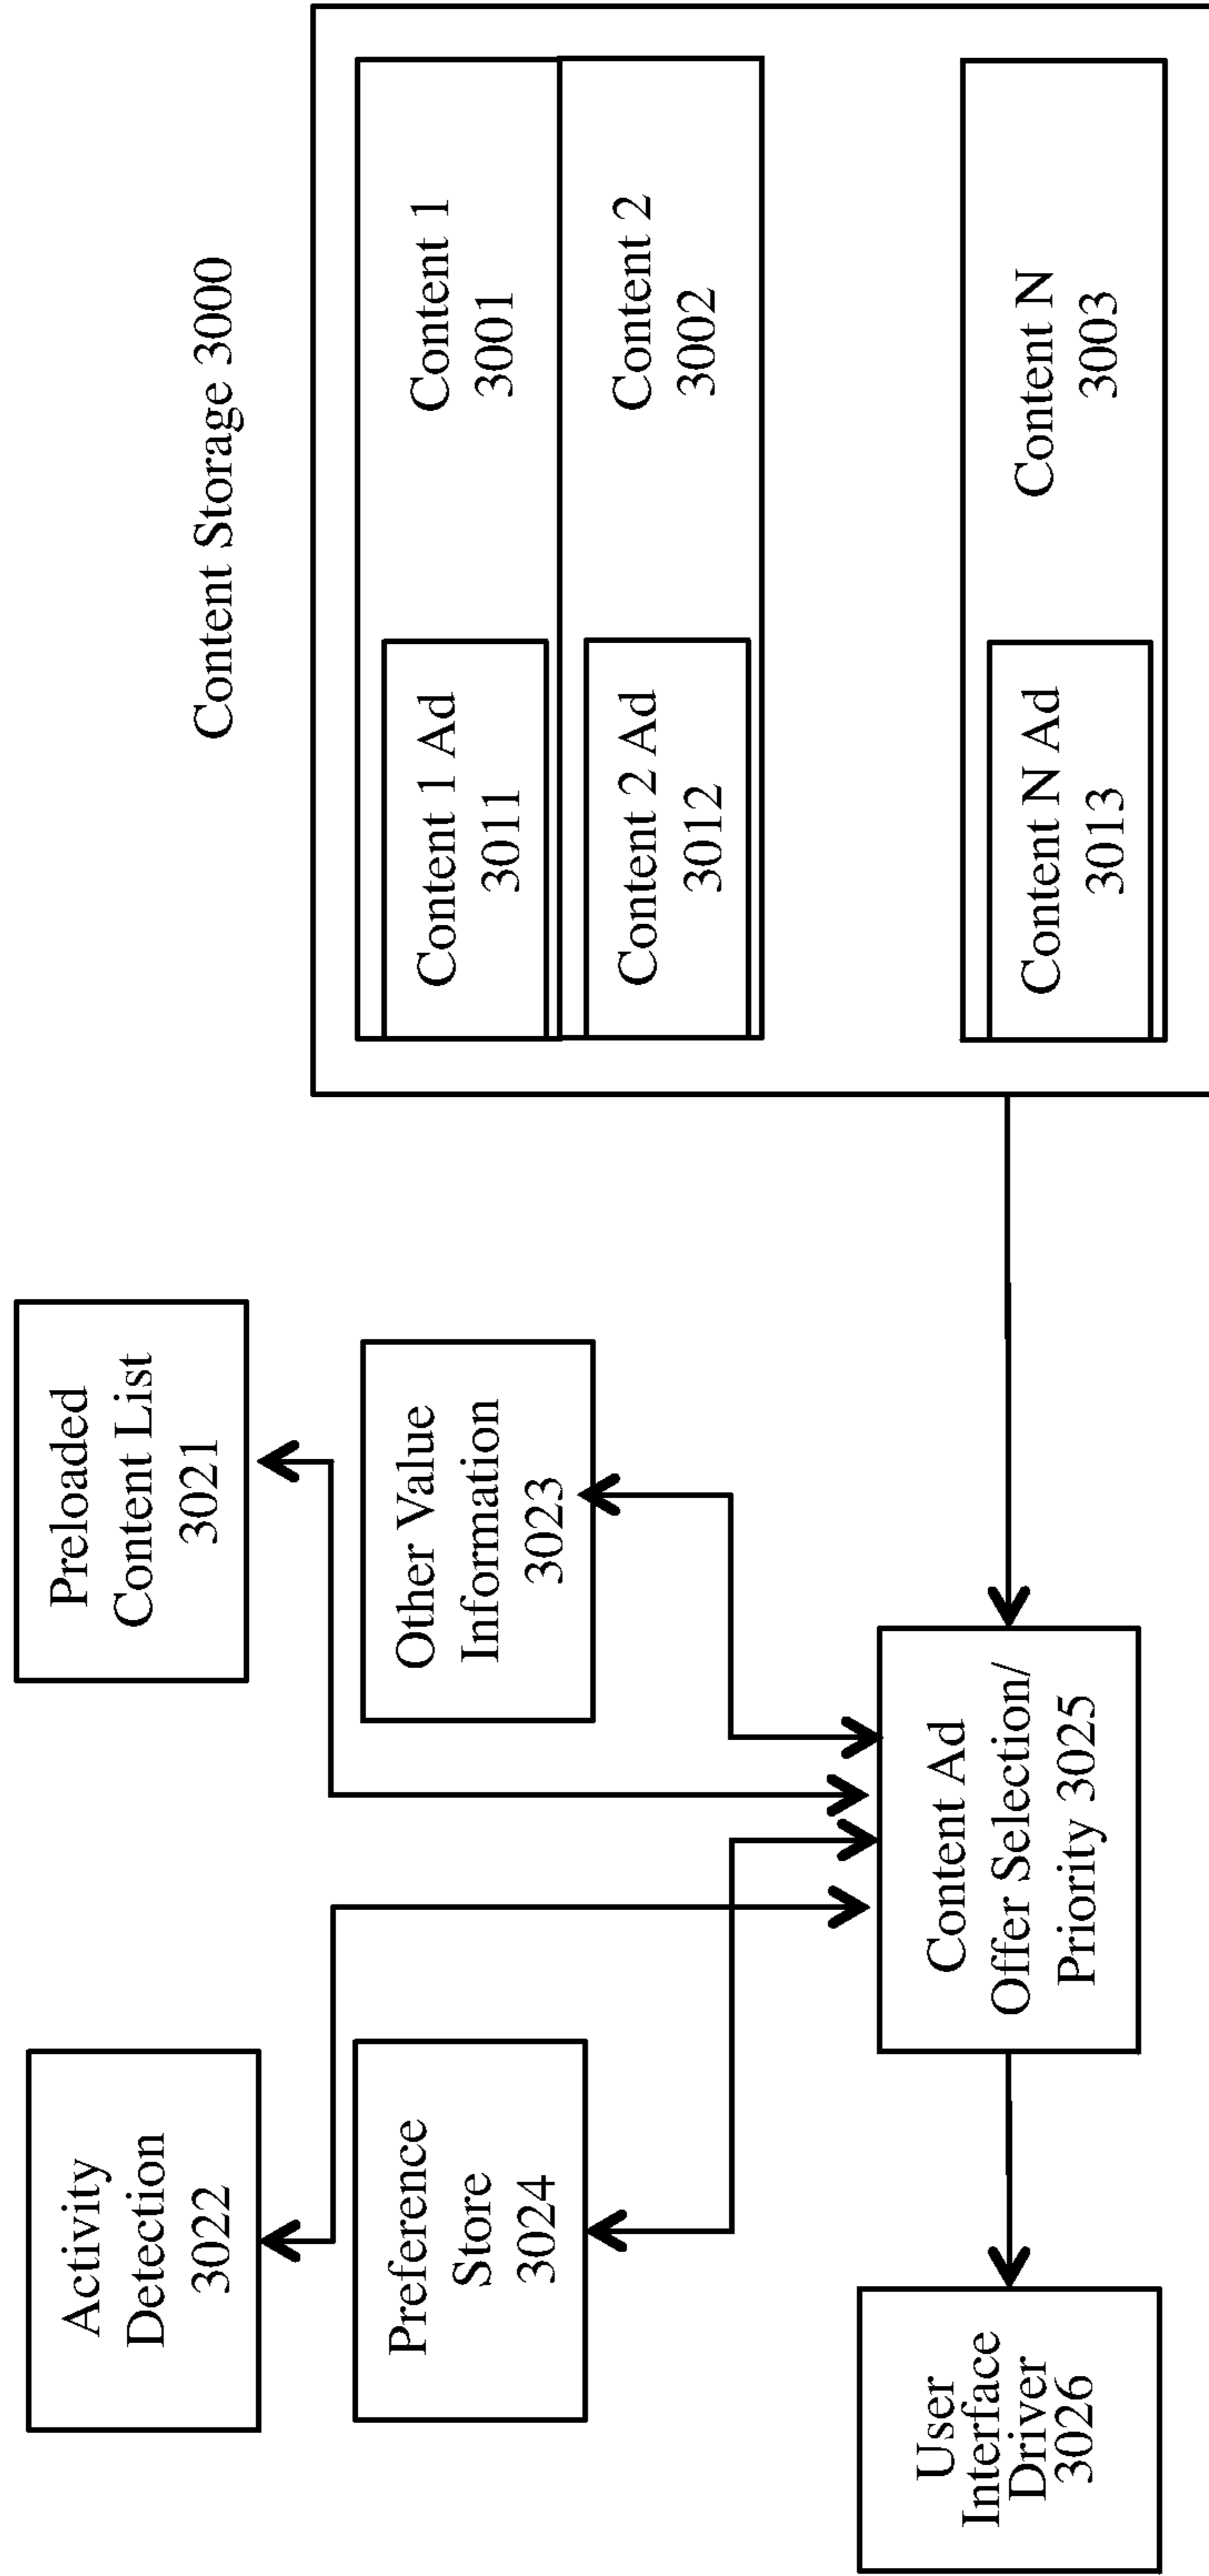 Activity
Detection
3022
Preloaded
Content List
3021
Content Storage 3000
Preference
Store
3024
Other Value
Information
3023
Content 1 Ad
3011
Content 1
3001
Content 2 Ad
3012
Content 2
3002
User
Interface
Driver
3026
Content Ad
Offer Selection/
Priority 3025
Content N Ad
3013
Content N
3003